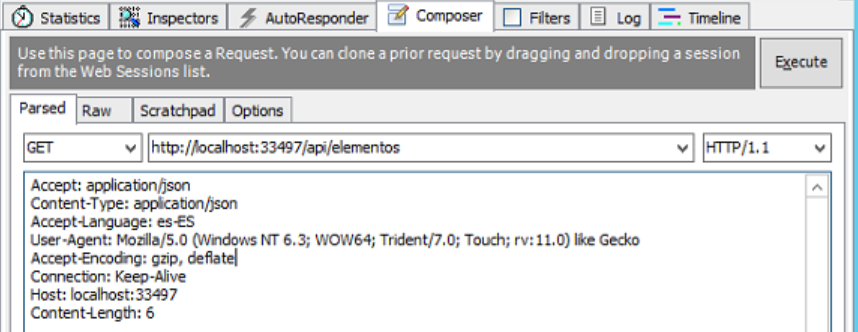 Statistics Inspectors AutoResponder Composer Filters Log Timeline
Use this page to compose a Request. You can clone a prior request by dragging and dropping a session
from the Web Sessions list.
Execute
Parsed Raw Scratchpad Options
GET http://localhost:33497/api/elementos HTTP/1.1
Accept: application/json
Content-Type: application/json
Accept-Language: es-ES
User-Agent: Mozilla/5.0 (Windows NT 6.3; WOW64; Trident/7.0; Touch; rv:11.0) like Gecko
Accept-Encoding: gzip, deflate
Connection: Keep-Alive
Host: localhost:33497
Content-Length: 6